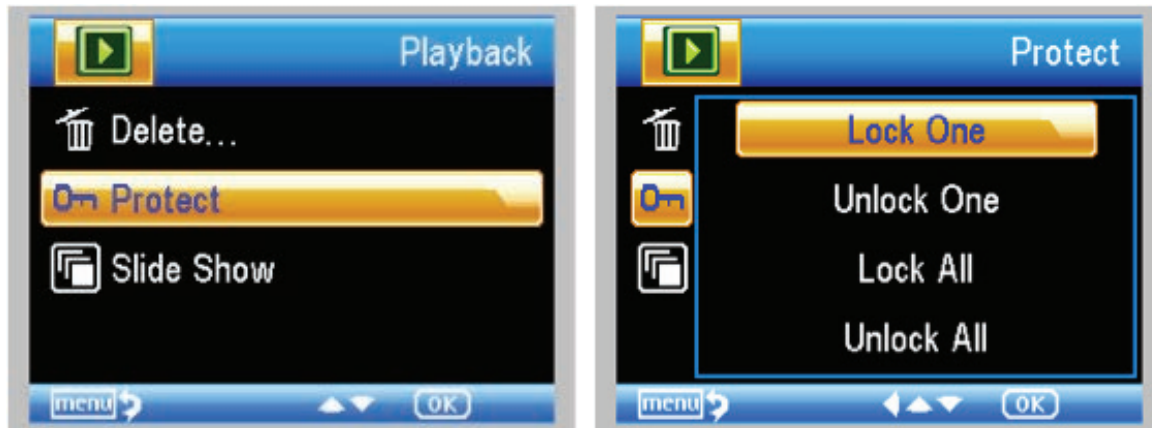 Playback
Delete...
Protect
Slide Show
menu
OK
Protect
Lock One
Unlock One
Lock All
Unlock All
menu
OK